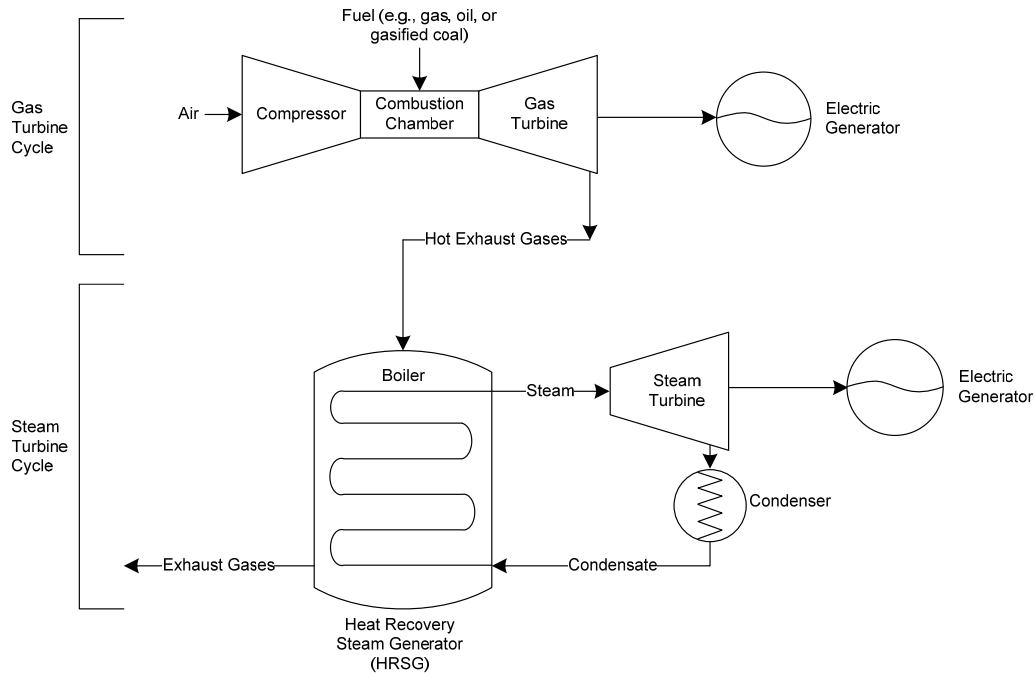 Fuel (e.g., gas, oil, or
gasified coal)
Gas
Turbine
Cycle
Air
Compressor
Combustion
Chamber
Gas
Turbine
Electric
Generator
Hot Exhaust Gases
Steam
Turbine
Cycle
Boiler
Steam
Steam
Turbine
Electric
Generator
Condenser
Exhaust Gases
Condensate
Heat Recovery
Steam Generator
(HRSG)